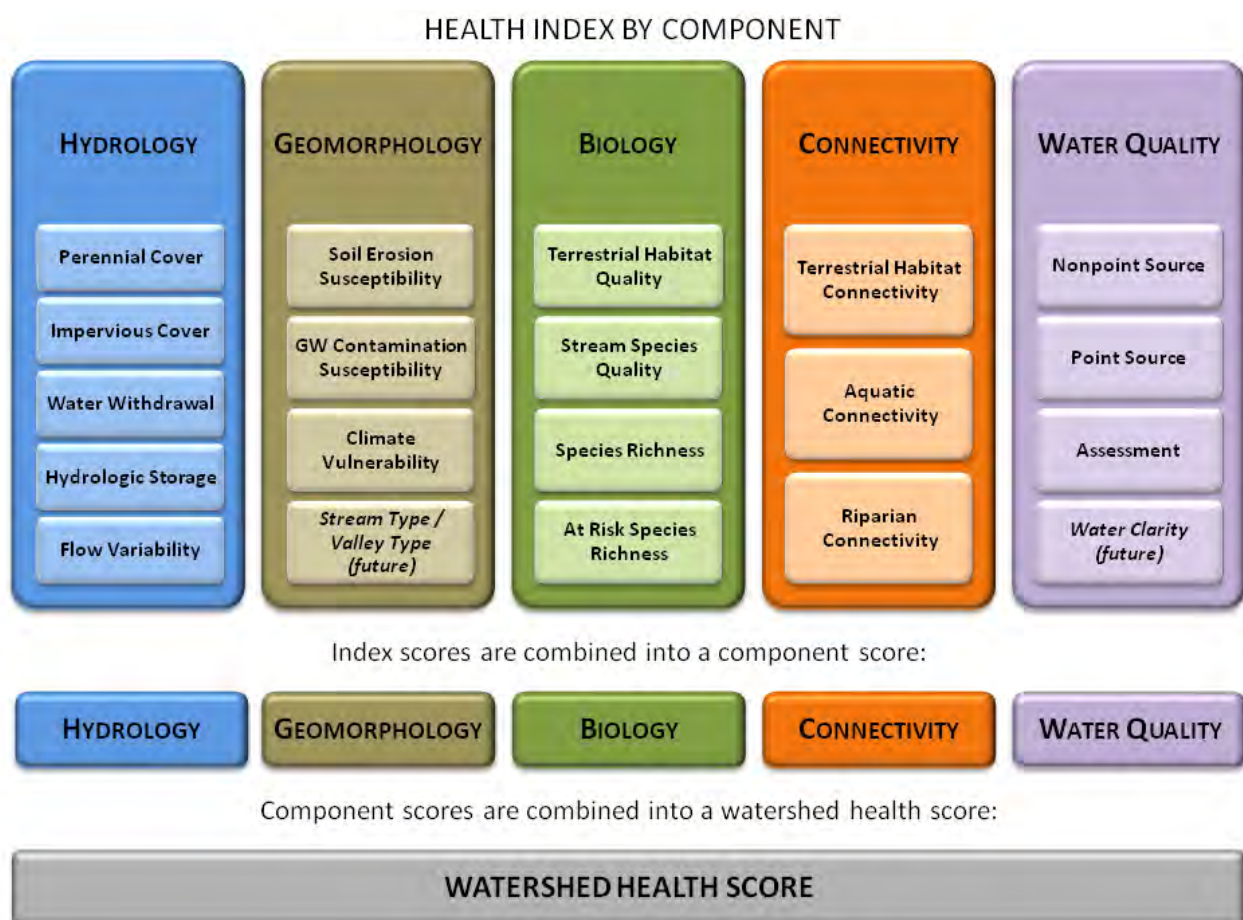 HEALTH INDEX BY COMPONENT
HYDROLOGY
Perennial Cover
Impervious Cover
Water Withdrawal
Hydrologic Storage
Flow Variability
GEOMORPHOLOGY
Soil Erosion
Susceptibility
GW Contamination
Susceptibility
Climate
Vulnerability
Stream Type /
Valley Type
(future)
BIOLOGY
Terrestrial Habitat
Quality
Stream Species
Quality
Species Richness
At Risk Species
Richness
CONNECTIVITY
Terrestrial Habitat
Connectivity
Aquatic
Connectivity
Riparian
Connectivity
WATER QUALITY
Nonpoint Source
Point Source
Assessment
Water Clarity
(future)
Index scores are combined into a component score:
HYDROLOGY
GEOMORPHOLOGY
BIOLOGY
CONNECTIVITY
WATER QUALITY
Component scores are combined into a watershed health score:
WATERSHED HEALTH SCORE